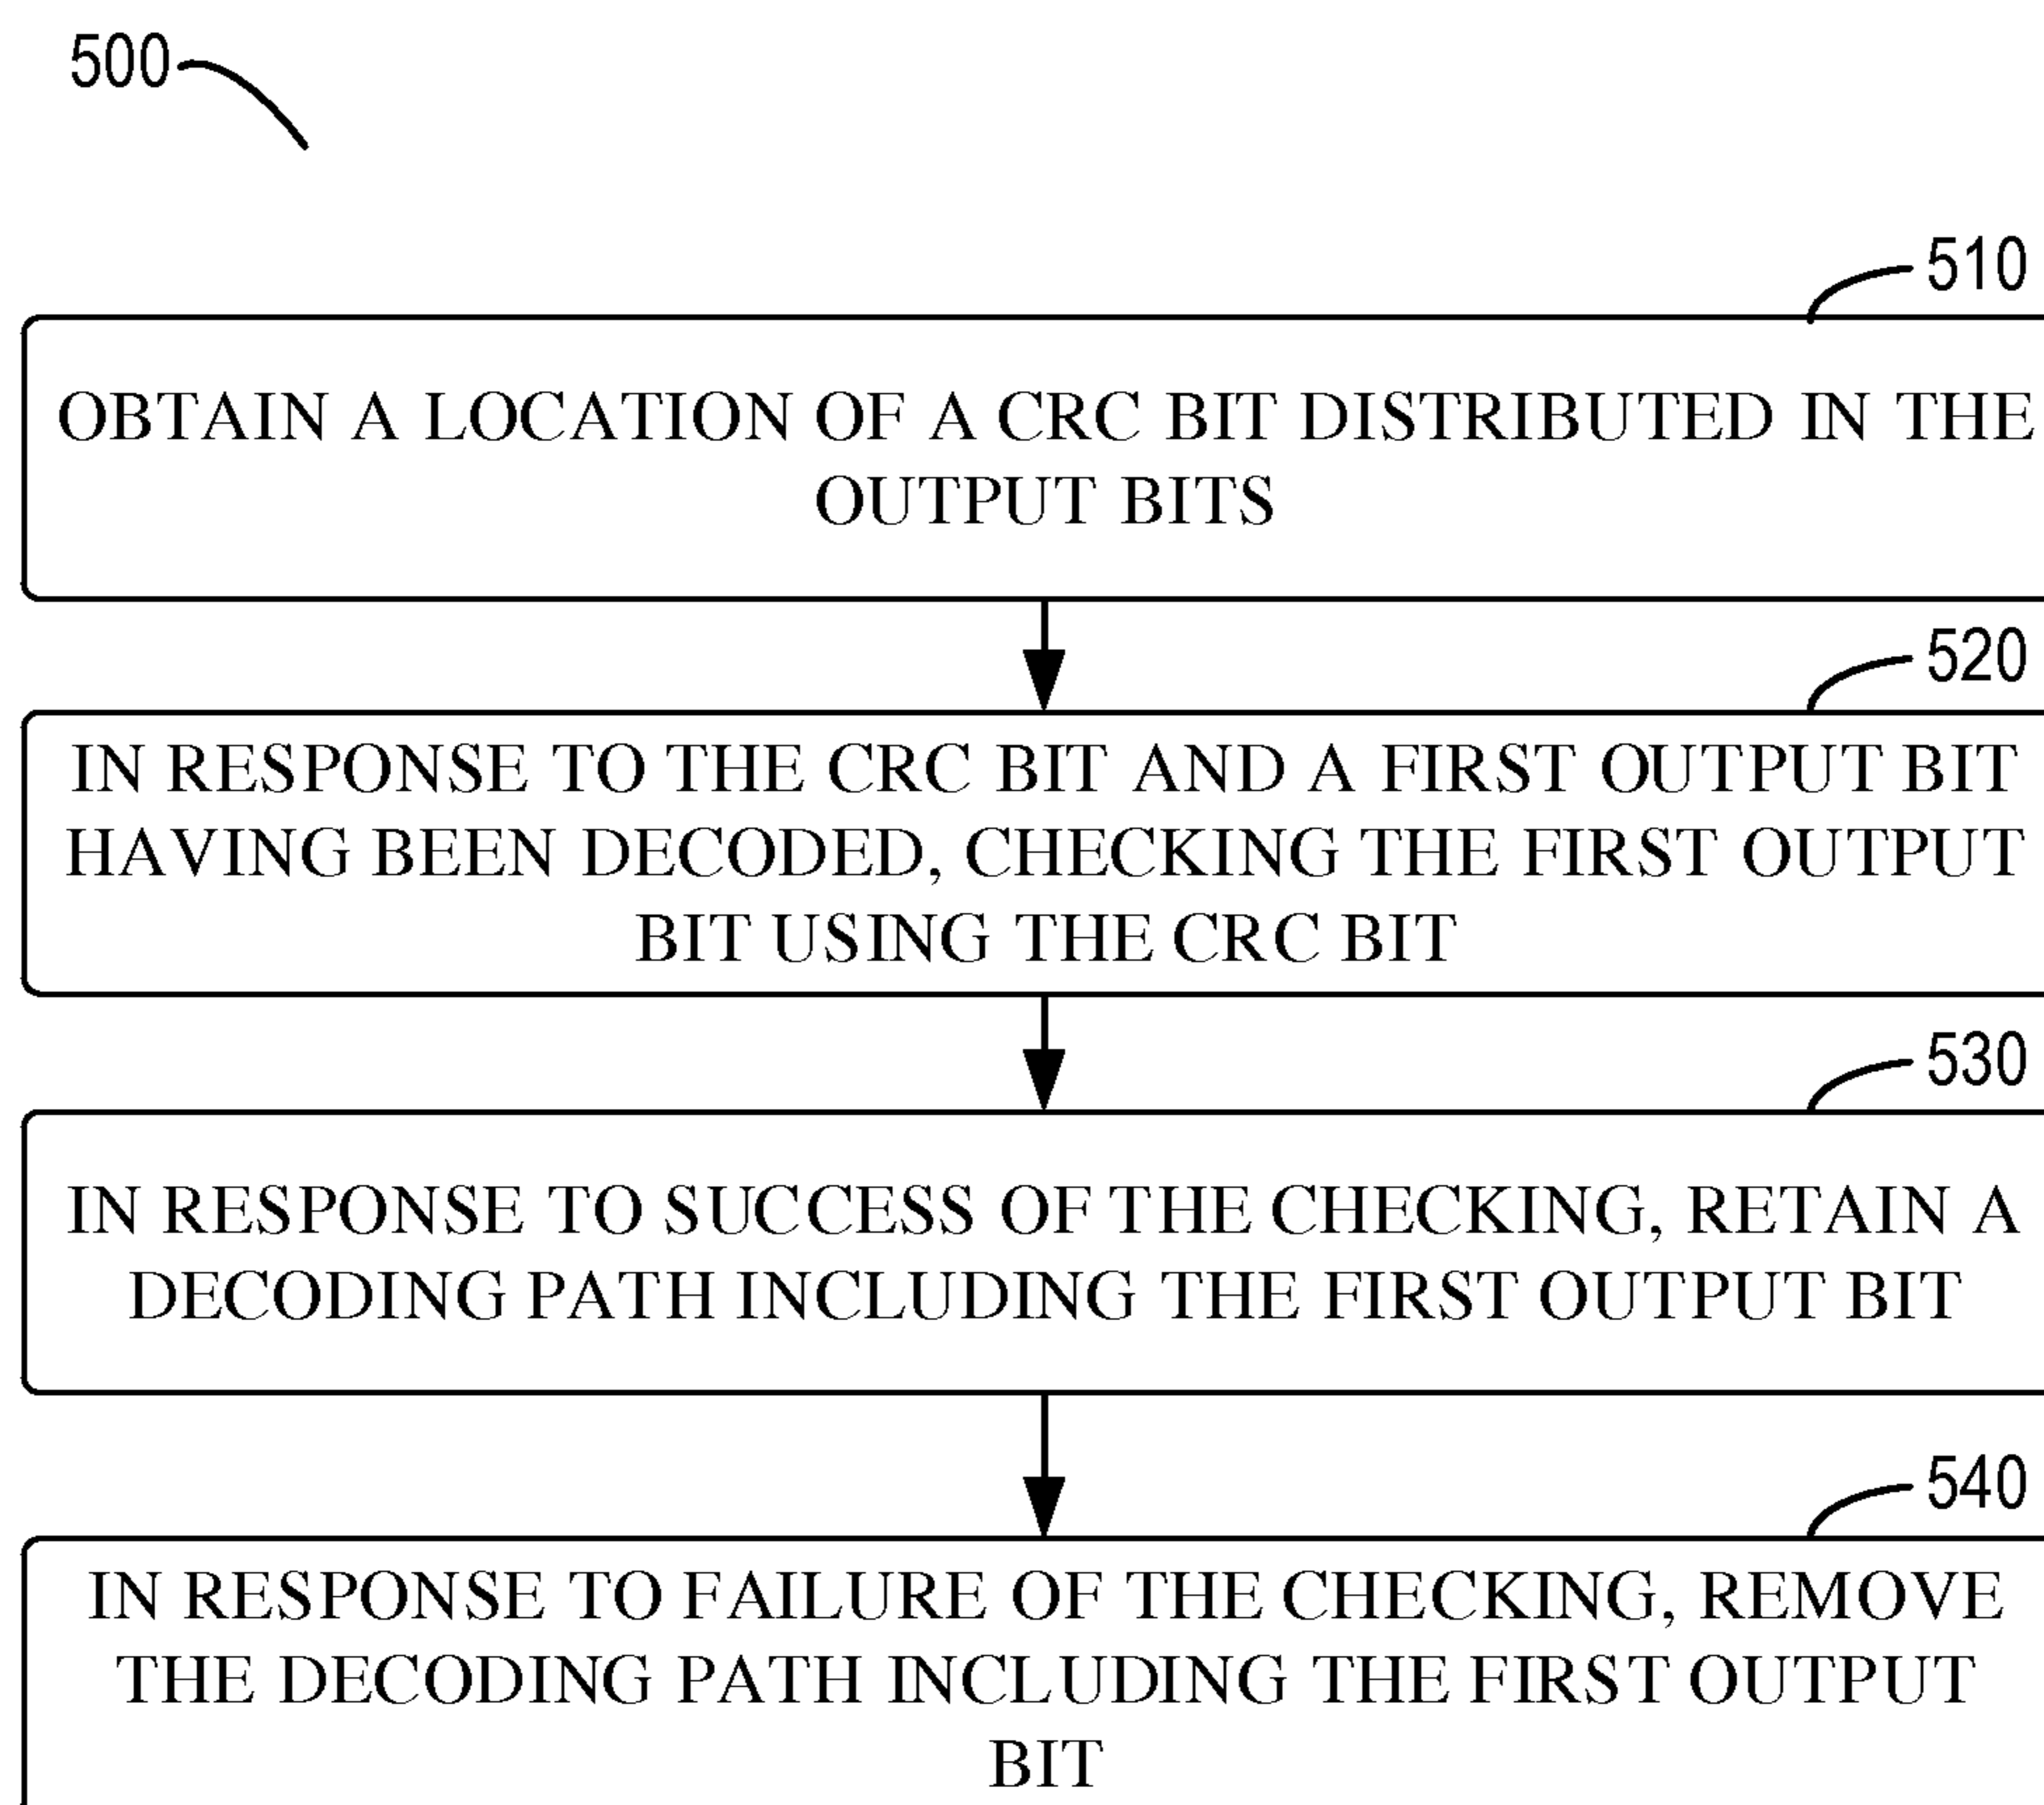 500
510
OBTAIN A LOCATION OF A CRC BIT DISTRIBUTED IN THE
OUTPUT BITS
520
IN RESPONSE TO THE CRC BIT AND A FIRST OUTPUT BIT
HAVING BEEN DECODED, CHECKING THE FIRST OUTPUT
BIT USING THE CRC BIT
530
IN RESPONSE TO SUCCESS OF THE CHECKING, RETAIN A
DECODING PATH INCLUDING THE FIRST OUTPUT BIT
540
IN RESPONSE TO FAILURE OF THE CHECKING, REMOVE
THE DECODING PATH INCLUDING THE FIRST OUTPUT
BIT